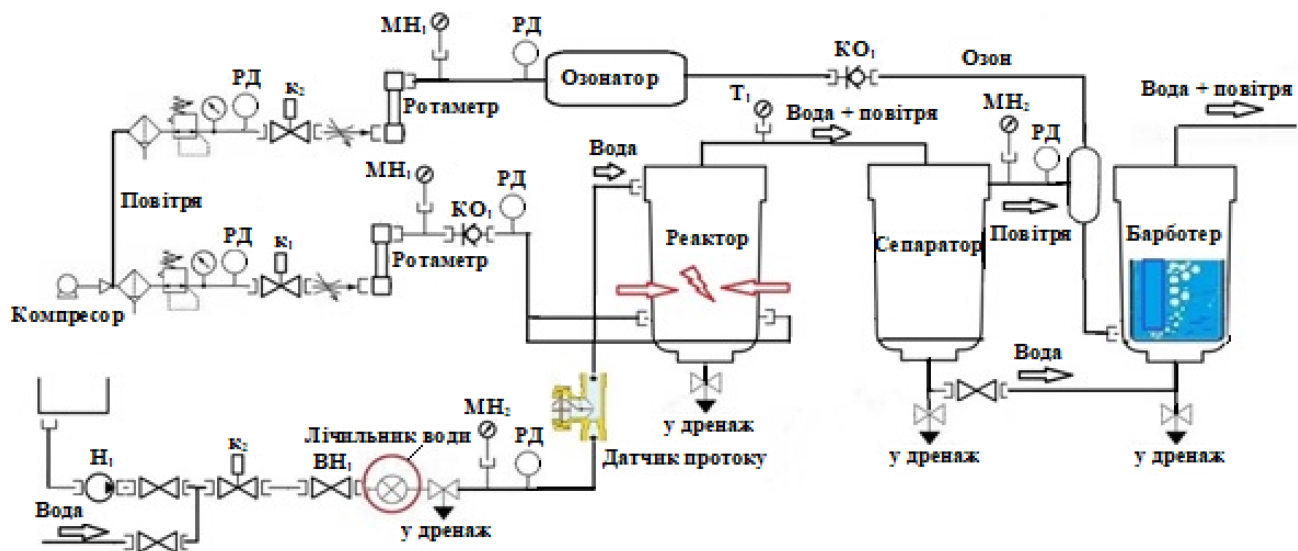 МН₁
РД
КО₁
Озон
Озонатор
РД
к₂
Ротаметр
Т₁
Вода + повітря
МН₂
РД
Вода + повітря
МН₁
РД
КО₁
Вода
Повітря
РД
к₁
Ротаметр
Реактор
Сепаратор
Повітря
Барботер
Компресор
Вода
МН₂
РД
у дренаж
у дренаж
у дренаж
Лічильник води
Датчик протоку
Н₁
к₂
ВН₁
Вода
у дренаж